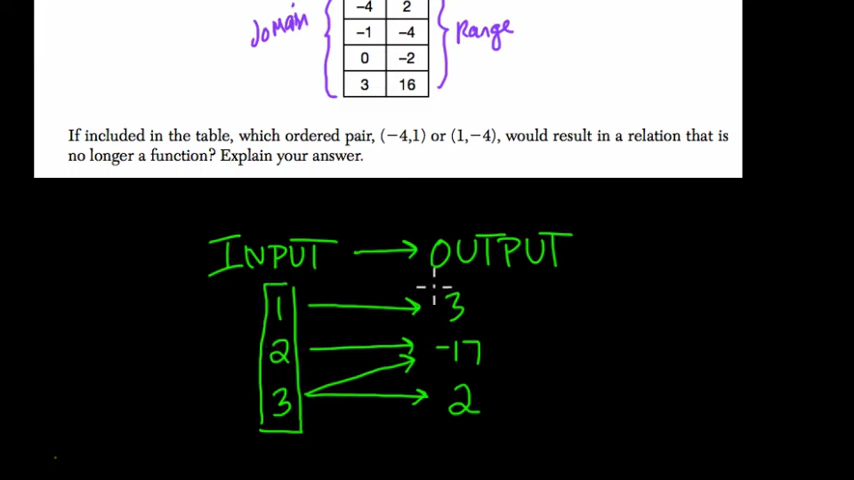 Domain
-4 2
-1 -4
0 -2
3 16
Range
If included in the table, which ordered pair, (−4,1) or (1,−4), would result in a relation that is
no longer a function? Explain your answer.
INPUT → OUTPUT
1 → 3
2 → -17
3 → 2